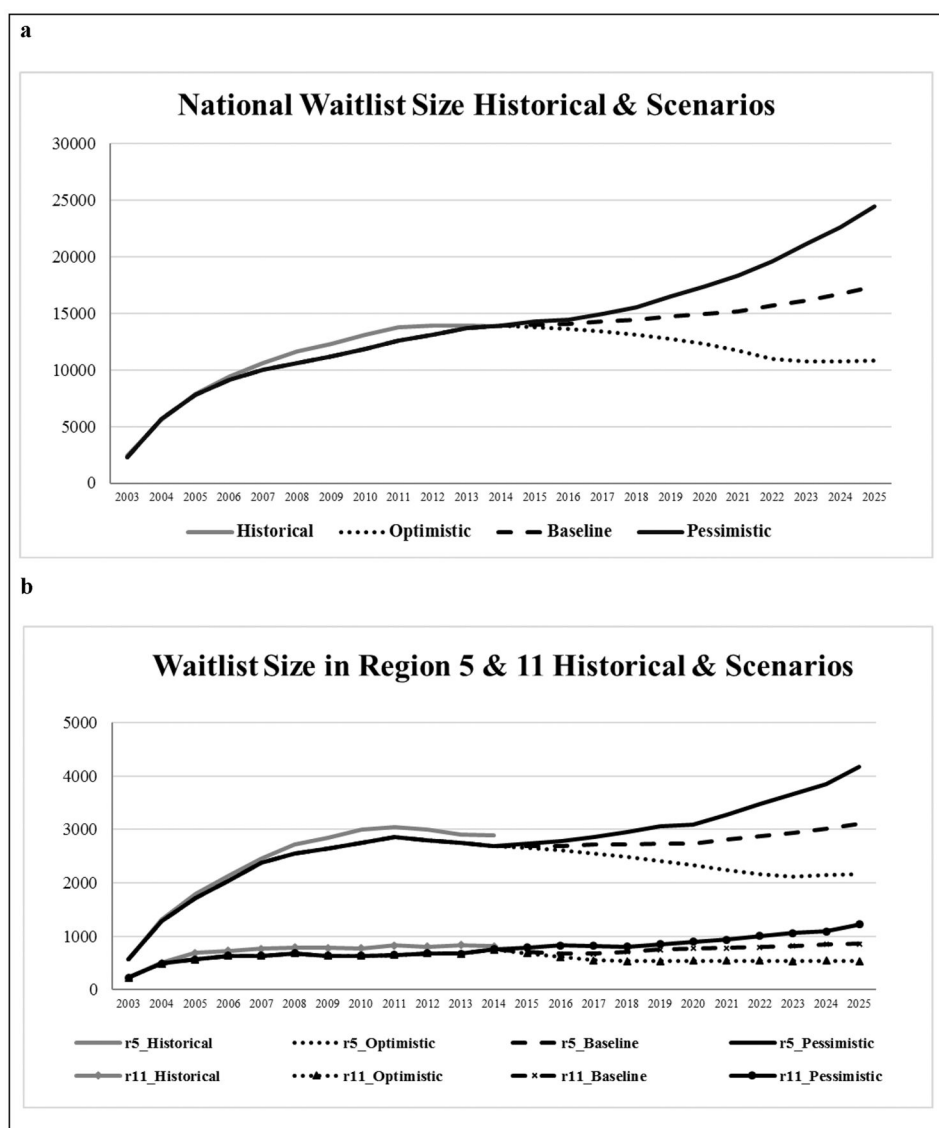 a
National Waitlist Size Historical & Scenarios
30000
25000
20000
15000
10000
5000
0
2003 2004 2005 2006 2007 2008 2009 2010 2011 2012 2013 2014 2015 2016 2017 2018 2019 2020 2021 2022 2023 2024 2025
Historical Optimistic Baseline Pessimistic
b
Waitlist Size in Region 5 & 11 Historical & Scenarios
5000
4000
3000
2000
1000
0
2003 2004 2005 2006 2007 2008 2009 2010 2011 2012 2013 2014 2015 2016 2017 2018 2019 2020 2021 2022 2023 2024 2025
r5_Historical r5_Optimistic r5_Baseline r5_Pessimistic
r11_Historical r11_Optimistic r11_Baseline r11_Pessimistic